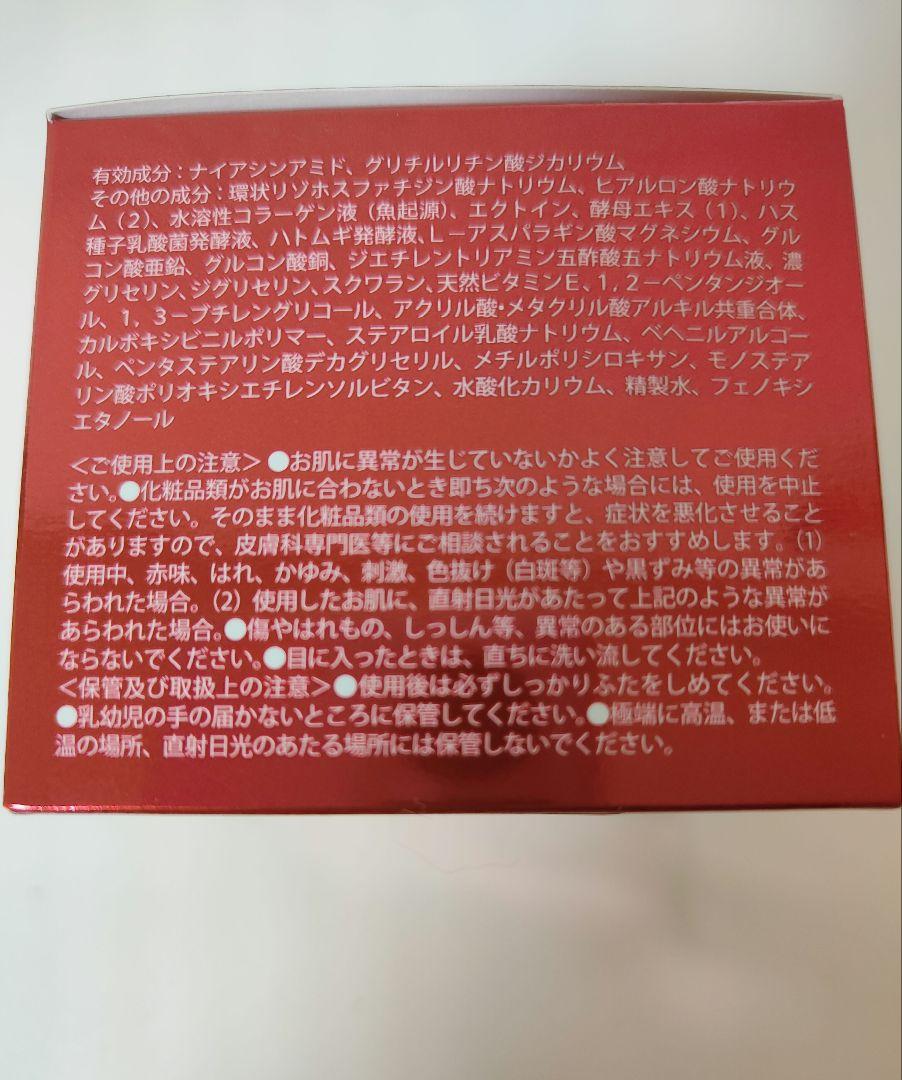 有効成分：ナイアシンアミド、グリチルリチン酸ジカリウム
その他の成分：環状リゾホスファチジン酸ナトリウム、ヒアルロン酸ナトリウ
ム（2）、水溶性コラーゲン液（魚起源）、エクトイン、酵母エキス（1）、ハス
種子乳酸菌発酵液、ハトムギ発酵液、L－アスパラギン酸マグネシウム、グル
コン酸亜鉛、グルコン酸銅、ジエチレントリアミン五酢酸五ナトリウム液、濃
グリセリン、ジグリセリン、スクワラン、天然ビタミンE、1，2－ペンタンジオー
ル、1，3－ブチレングリコール、アクリル酸・メタクリル酸アルキル共重合体、
カルボキシビニルポリマー、ステアロイル乳酸ナトリウム、ベヘニルアルコー
ル、ペンタステアリン酸デカグリセリル、メチルポリシロキサン、モノステア
リン酸ポリオキシエチレンソルビタン、水酸化カリウム、精製水、フェノキシ
エタノール
＜ご使用上の注意＞●お肌に異常が生じていないかよく注意してご使用くだ
さい。●化粧品類がお肌に合わないとき即ち次のような場合には、使用を中止
してください。そのまま化粧品類の使用を続けますと、症状を悪化させること
がありますので、皮膚科専門医等にご相談されることをおすすめします。（1）
使用中、赤味、はれ、かゆみ、刺激、色抜け（白斑等）や黒ずみ等の異常があ
らわれた場合。（2）使用したお肌に、直射日光があたって上記のような異常が
あらわれた場合。●傷やはれもの、しっしん等、異常のある部位にはお使いに
ならないでください。●目に入ったときは、直ちに洗い流してください。
＜保管及び取扱上の注意＞●使用後は必ずしっかりふたをしめてください。
●乳幼児の手の届かないところに保管してください。●極端に高温、または低
温の場所、直射日光のあたる場所には保管しないでください。